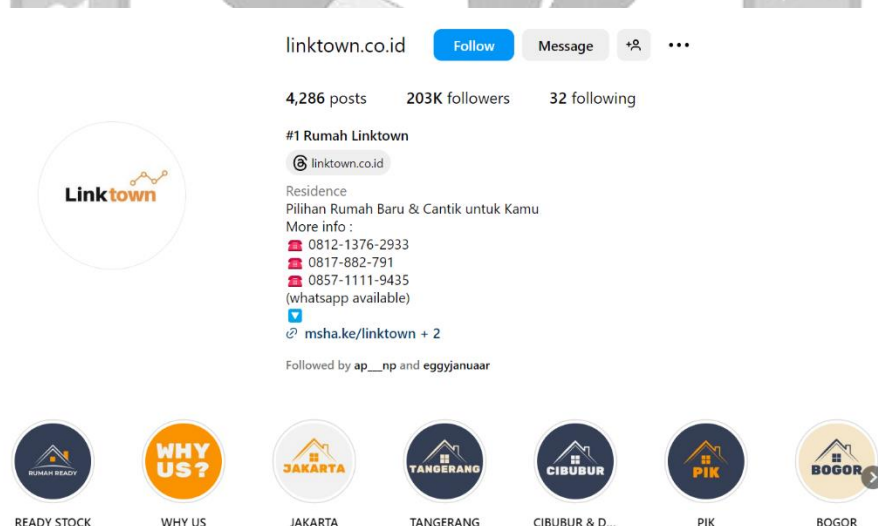 linktown.co.id Follow Message
4,286 posts 203K followers 32 following
#1 Rumah Linktown
linktown.co.id
Linktown
Residence
Pilihan Rumah Baru & Cantik untuk Kamu
More info :
☎ 0812-1376-2933
☎ 0817-882-791
☎ 0857-1111-9435
(whatsapp available)
msha.ke/linktown + 2
Followed by ap___np and eggyjanuaar
RUMAH READY
WHY
US?
JAKARTA
TANGERANG
CIBUBUR
PIK
BOGOR
READY STOCK WHY US JAKARTA TANGERANG CIBUBUR & D... PIK BOGOR